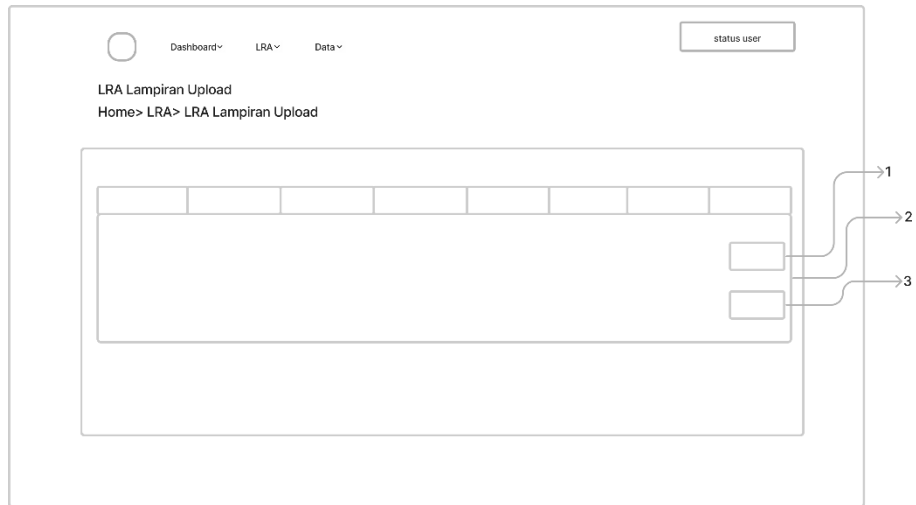 Dashboard LRA Data
status user
LRA Lampiran Upload
Home> LRA> LRA Lampiran Upload
1
2
3